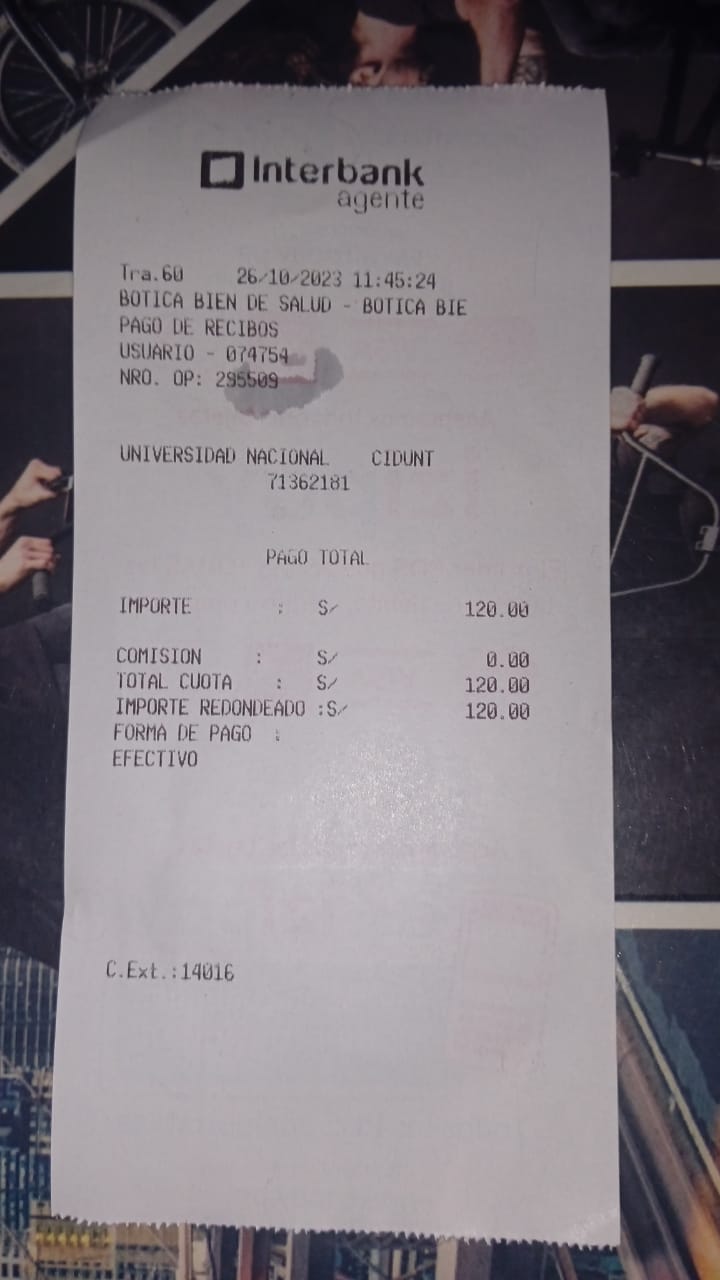 Interbank
agente
Tra.60 26/10/2023 11:45:24
BOTICA BIEN DE SALUD - BOTICA BIE
PAGO DE RECIBOS
USUARIO - 074754
NRO. OP: 295509
UNIVERSIDAD NACIONAL CIDUNT
71362181
PAGO TOTAL
IMPORTE : S/ 120.00
COMISION : S/ 0.00
TOTAL CUOTA : S/ 120.00
IMPORTE REDONDEADO :S/ 120.00
FORMA DE PAGO :
EFECTIVO
C.Ext.:14016